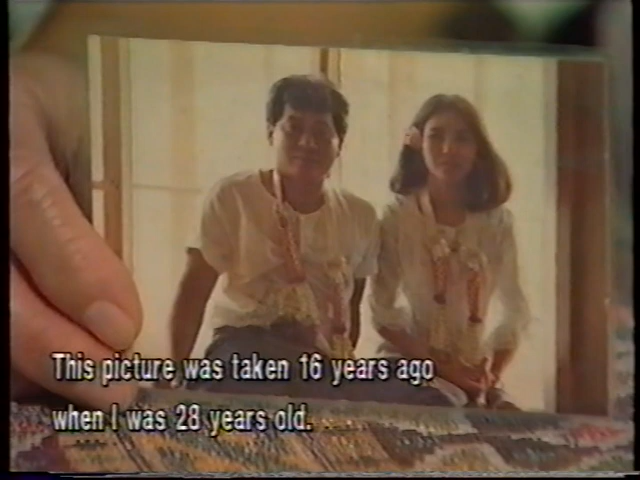 This picture was taken 16 years ago
when I was 28 years old.